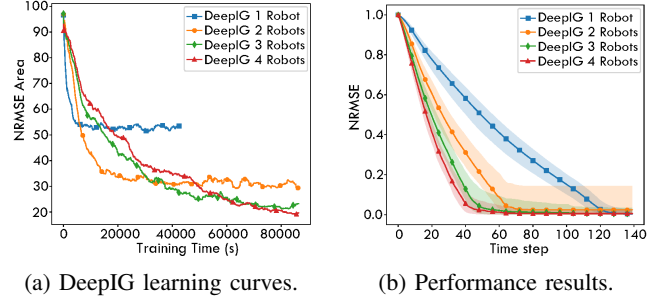 DeepIG 1 Robot
DeepIG 2 Robots
DeepIG 3 Robots
DeepIG 4 Robots
NRMSE Area
100
90
80
70
60
50
40
30
20
0 20000 40000 60000 80000
Training Time (s)
(a) DeepIG learning curves.
DeepIG 1 Robot
DeepIG 2 Robots
DeepIG 3 Robots
DeepIG 4 Robots
NRMSE
1.0
0.8
0.6
0.4
0.2
0.0
0 20 40 60 80 100 120 140
Time step
(b) Performance results.